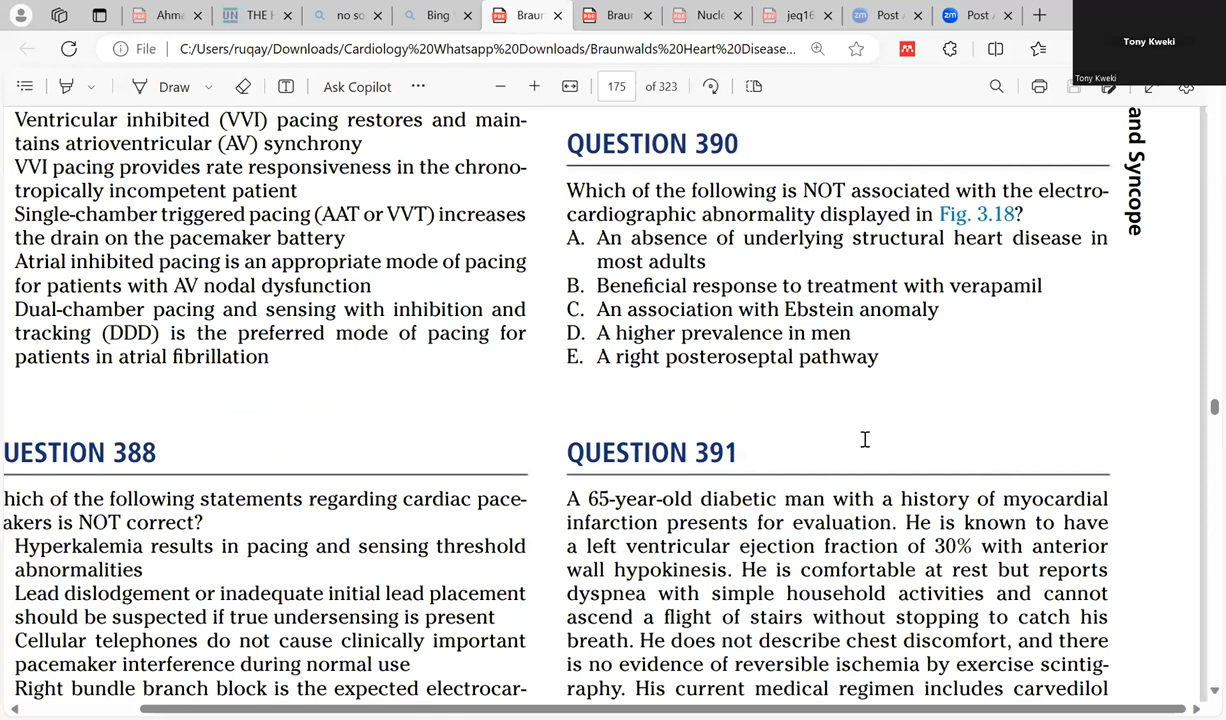 Ahma
THE I
no so
Bing
Braun
Braun
Nucle
jeq16
Post A
Post A
Tony Kweki
Tony Kweki
File
C:/Users/ruqay/Downloads/Cardiology%20Whatsapp%20Downloads/Braunwalds%20Heart%20Disease...
Draw
Ask Copilot
175
of 323
Ventricular inhibited (VVI) pacing restores and main-
tains atrioventricular (AV) synchrony
VVI pacing provides rate responsiveness in the chrono-
tropically incompetent patient
Single-chamber triggered pacing (AAT or VVT) increases
the drain on the pacemaker battery
Atrial inhibited pacing is an appropriate mode of pacing
for patients with AV nodal dysfunction
Dual-chamber pacing and sensing with inhibition and
tracking (DDD) is the preferred mode of pacing for
patients in atrial fibrillation
UESTION 388
hich of the following statements regarding cardiac pace-
akers is NOT correct?
Hyperkalemia results in pacing and sensing threshold
abnormalities
Lead dislodgement or inadequate initial lead placement
should be suspected if true undersensing is present
Cellular telephones do not cause clinically important
pacemaker interference during normal use
Right bundle branch block is the expected electrocar-
QUESTION 390
Which of the following is NOT associated with the electro-
cardiographic abnormality displayed in Fig. 3.18?
A. An absence of underlying structural heart disease in
most adults
B. Beneficial response to treatment with verapamil
C. An association with Ebstein anomaly
D. A higher prevalence in men
E. A right posteroseptal pathway
QUESTION 391
A 65-year-old diabetic man with a history of myocardial
infarction presents for evaluation. He is known to have
a left ventricular ejection fraction of 30% with anterior
wall hypokinesis. He is comfortable at rest but reports
dyspnea with simple household activities and cannot
ascend a flight of stairs without stopping to catch his
breath. He does not describe chest discomfort, and there
is no evidence of reversible ischemia by exercise scintig-
raphy. His current medical regimen includes carvedilol
and Syncope